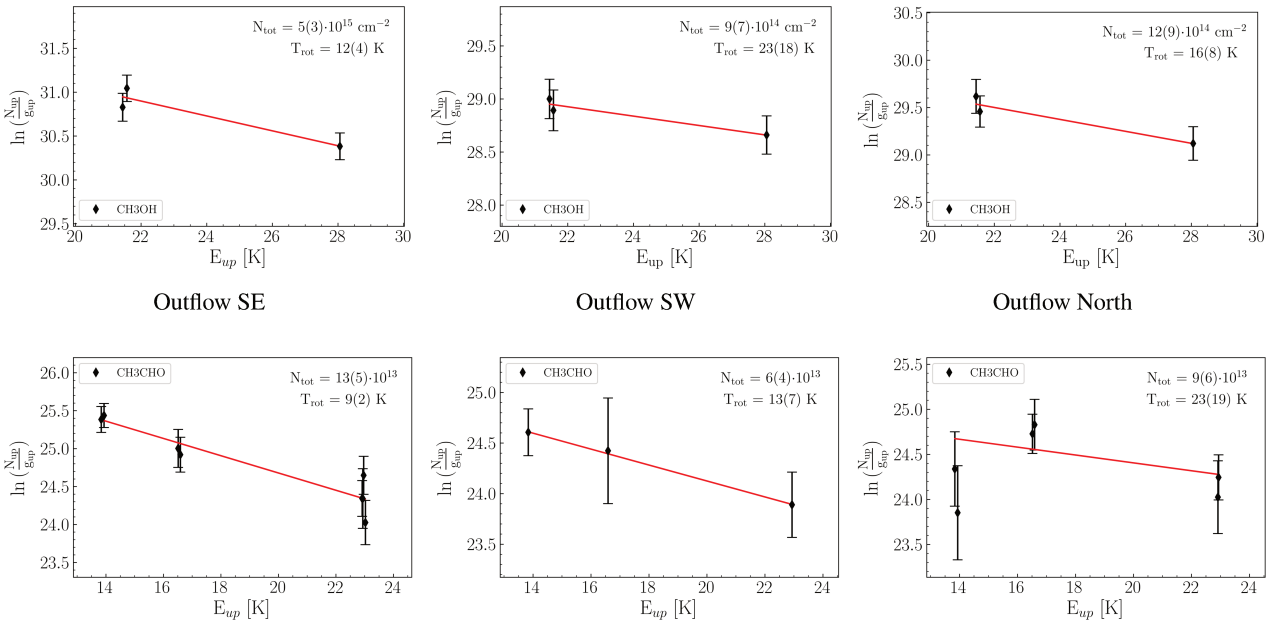 N_tot = 5(3)·10^15 cm^−2
T_rot = 12(4) K
31.5
31.0
30.5
30.0
29.5
ln (N_up/g_up)
CH3OH
20 22 24 26 28 30
E_up [K]
N_tot = 9(7)·10^14 cm^−2
T_rot = 23(18) K
29.5
29.0
28.5
28.0
ln (N_up/g_up)
CH3OH
20 22 24 26 28 30
E_up [K]
N_tot = 12(9)·10^14 cm^−2
T_rot = 16(8) K
30.5
30.0
29.5
29.0
28.5
ln (N_up/g_up)
CH3OH
20 22 24 26 28 30
E_up [K]
Outflow SE
Outflow SW
Outflow North
CH3CHO
N_tot = 13(5)·10^13
T_rot = 9(2) K
26.0
25.5
25.0
24.5
24.0
23.5
ln (N_up/g_up)
14 16 18 20 22 24
E_up [K]
CH3CHO
N_tot = 6(4)·10^13
T_rot = 13(7) K
25.0
24.5
24.0
23.5
ln (N_up/g_up)
14 16 18 20 22 24
E_up [K]
CH3CHO
N_tot = 9(6)·10^13
T_rot = 23(19) K
25.5
25.0
24.5
24.0
23.5
ln (N_up/g_up)
14 16 18 20 22 24
E_up [K]